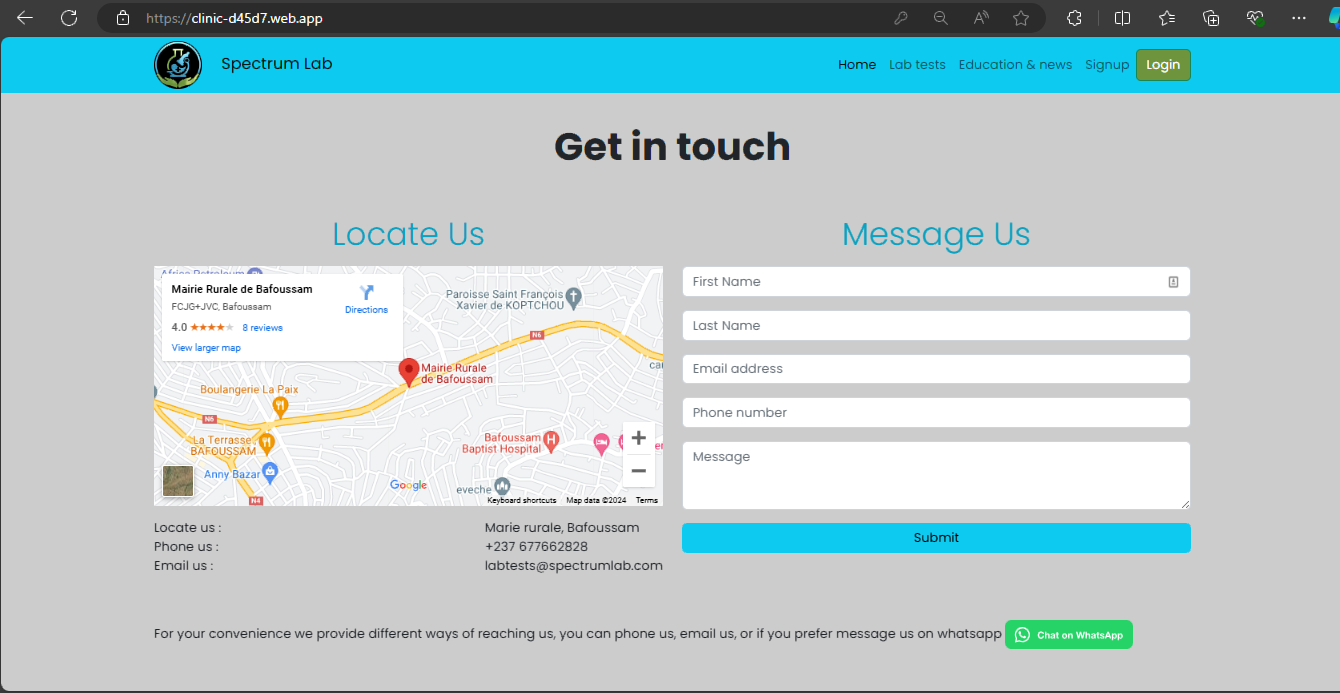 https://clinic-d45d7.web.app
Spectrum Lab
Home
Lab tests
Education & news
Signup
Login
Get in touch
Locate Us
Mairie Rurale de Bafoussam
FCJG+JVC, Bafoussam
4.0
8 reviews
View larger map
Directions
Paroisse Saint François
Xavier de KOPTCHOU
N6
Mairie Rurale
de Bafoussam
Boulangerie La Paix
N6
La Terrasse
BAFOUSSAM
Bafoussam
Baptist Hospital
Anny Bazar
Google
eveche
N4
Keyboard shortcuts
Map data ©2024
Terms
Locate us : Marie rurale, Bafoussam
Phone us : +237 677662828
Email us : labtests@spectrumlab.com
Message Us
First Name
Last Name
Email address
Phone number
Message
Submit
For your convenience we provide different ways of reaching us, you can phone us, email us, or if you prefer message us on whatsapp
Chat on WhatsApp